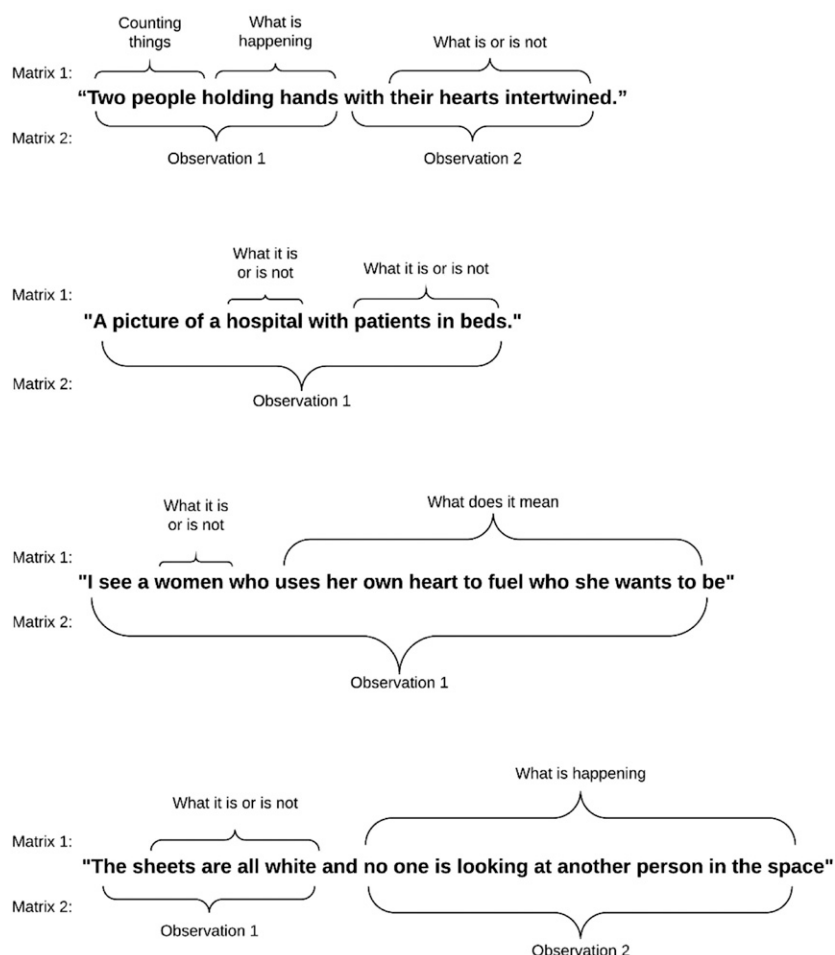 Counting things
What is happening
What is or is not
Matrix 1:
“Two people holding hands with their hearts intertwined.”
Matrix 2:
Observation 1
Observation 2
What it is or is not
What it is or is not
Matrix 1:
"A picture of a hospital with patients in beds."
Matrix 2:
Observation 1
What it is or is not
What does it mean
Matrix 1:
"I see a women who uses her own heart to fuel who she wants to be"
Matrix 2:
Observation 1
What it is or is not
What is happening
Matrix 1:
"The sheets are all white and no one is looking at another person in the space"
Matrix 2:
Observation 1
Observation 2